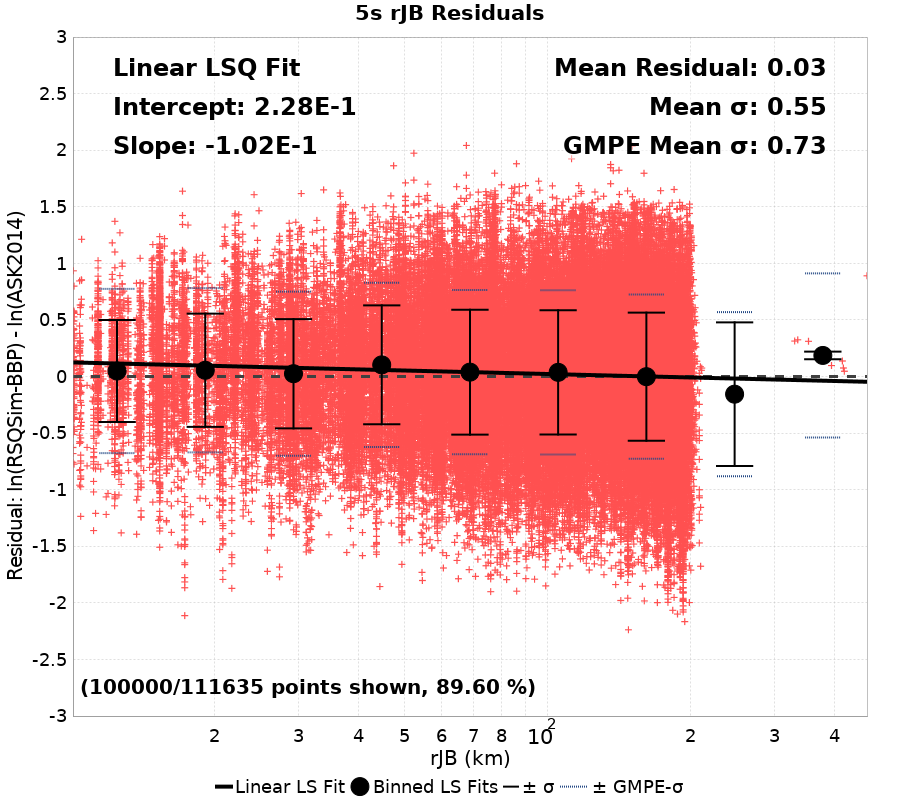 5s rJB Residuals
Linear LSQ Fit
Intercept: 2.28E-1
Slope: -1.02E-1
Mean Residual: 0.03
Mean σ: 0.55
GMPE Mean σ: 0.73
3
2.5
2
1.5
1
0.5
0
-0.5
-1
-1.5
-2
-2.5
-3
Residual: ln(RSQSim-BBP) - ln(ASK2014)
(100000/111635 points shown, 89.60 %)
2 3 4 5 6 7 8 10² 2 3 4
rJB (km)
Linear LS Fit Binned LS Fits ± σ ± GMPE-σ